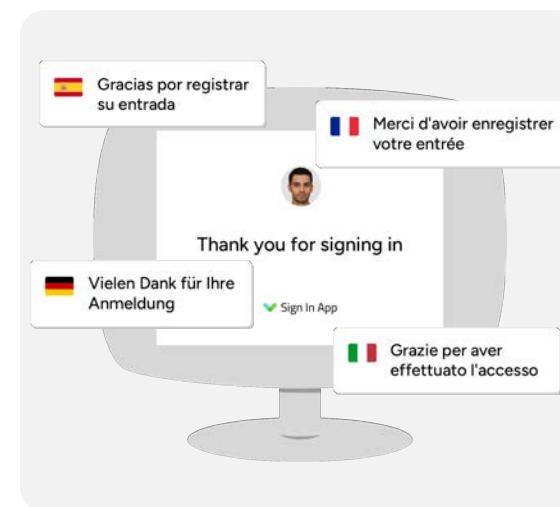 Gracias por registrar
su entrada
Merci d'avoir enregistrer
votre entrée
Thank you for signing in
Vielen Dank für Ihre
Anmeldung
Sign In App
Grazie per aver
effettuato l'accesso